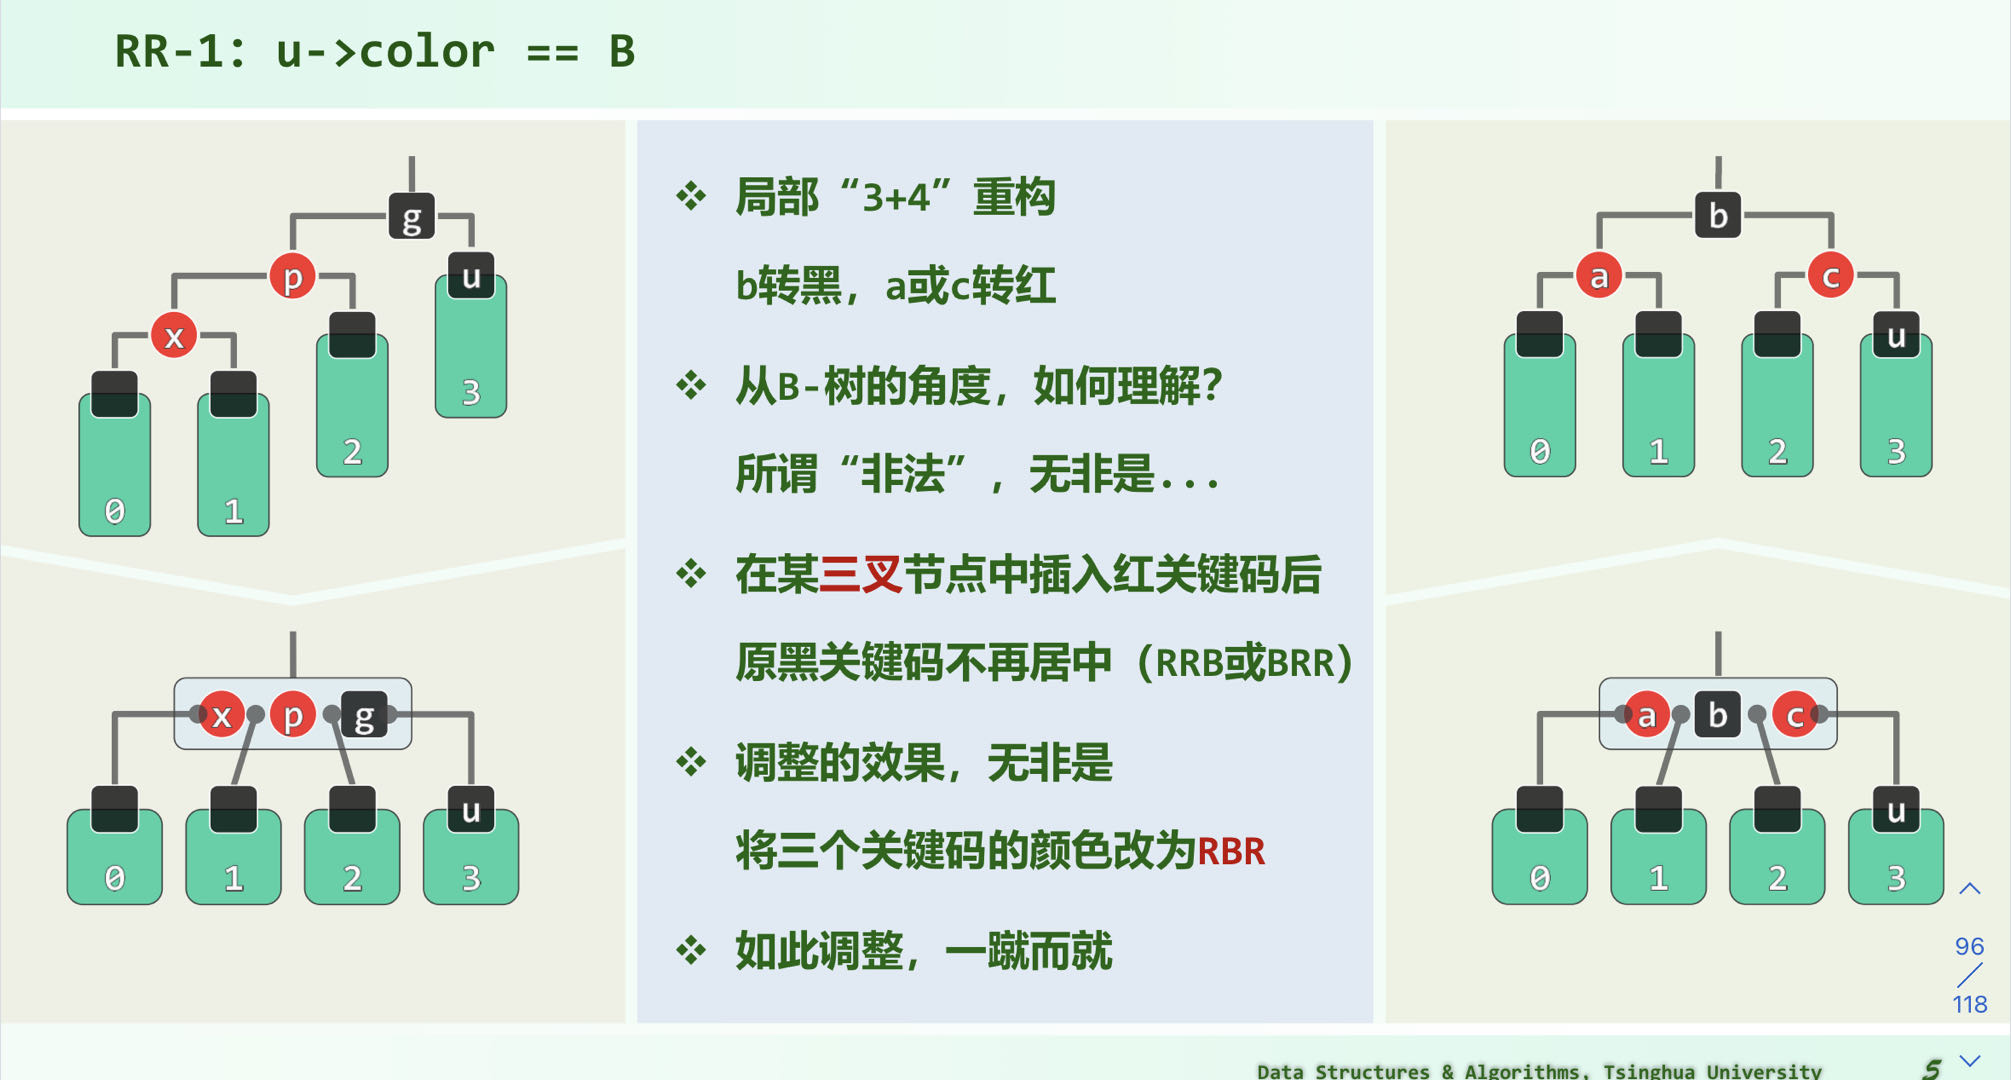 RR-1: u->color == B
g
p
u
x
2
3
0
1
x p g
u
0 1 2 3
❖ 局部“3+4”重构
b转黑，a或c转红
❖ 从B-树的角度，如何理解？
所谓“非法”，无非是...
❖ 在某三叉节点中插入红关键码后
原黑关键码不再居中（RRB或BRR）
❖ 调整的效果，无非是
将三个关键码的颜色改为RBR
❖ 如此调整，一蹴而就
b
a c
u
0 1 2 3
a b c
u
0 1 2 3
96
/
118
Data Structures & Algorithms, Tsinghua University
5